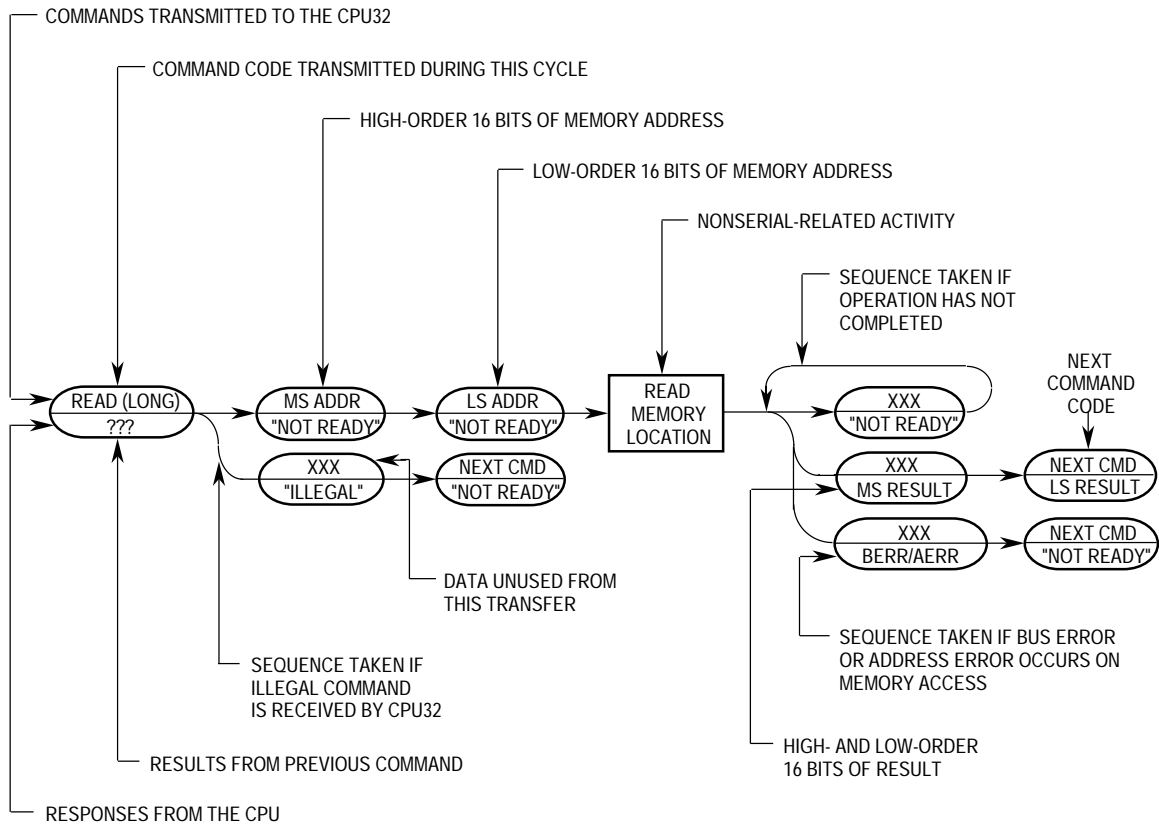 COMMANDS TRANSMITTED TO THE CPU32
COMMAND CODE TRANSMITTED DURING THIS CYCLE
HIGH-ORDER 16 BITS OF MEMORY ADDRESS
LOW-ORDER 16 BITS OF MEMORY ADDRESS
NONSERIAL-RELATED ACTIVITY
SEQUENCE TAKEN IF
OPERATION HAS NOT
COMPLETED
NEXT
COMMAND
CODE
READ (LONG)
???
MS ADDR
"NOT READY"
LS ADDR
"NOT READY"
READ
MEMORY
LOCATION
XXX
"NOT READY"
XXX
"ILLEGAL"
NEXT CMD
"NOT READY"
XXX
MS RESULT
NEXT CMD
LS RESULT
XXX
BERR/AERR
NEXT CMD
"NOT READY"
DATA UNUSED FROM
THIS TRANSFER
SEQUENCE TAKEN IF
ILLEGAL COMMAND
IS RECEIVED BY CPU32
SEQUENCE TAKEN IF BUS ERROR
OR ADDRESS ERROR OCCURS ON
MEMORY ACCESS
HIGH- AND LOW-ORDER
16 BITS OF RESULT
RESULTS FROM PREVIOUS COMMAND
RESPONSES FROM THE CPU